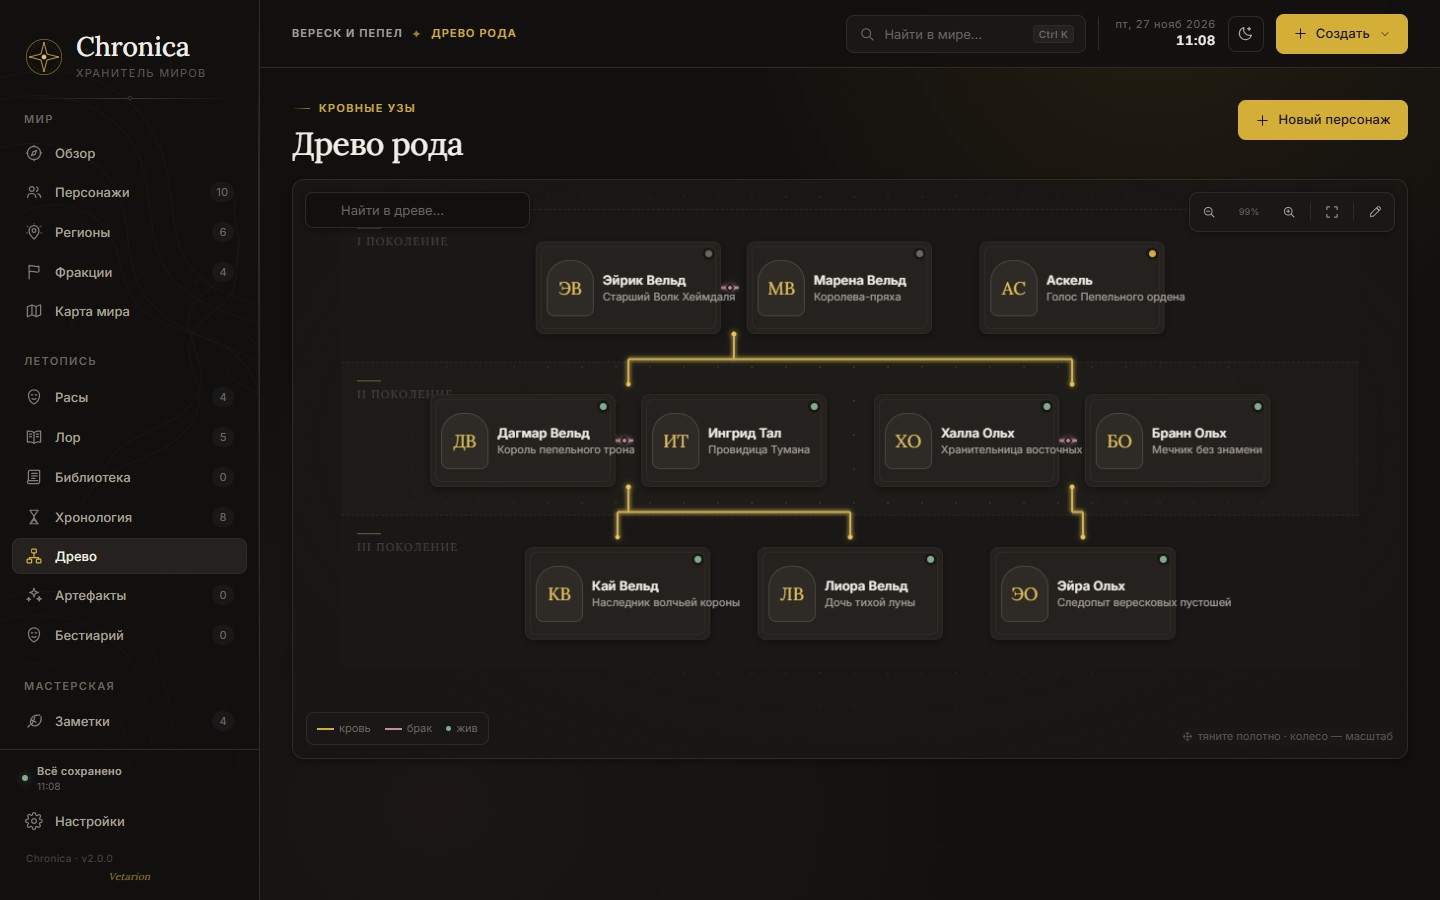 Chronica
ХРАНИТЕЛЬ МИРОВ
МИР
Обзор
Персонажи 10
Регионы 6
Фракции 4
Карта мира
ЛЕТОПИСЬ
Расы 4
Лор 5
Библиотека 0
Хронология 8
Древо
Артефакты 0
Бестиарий 0
МАСТЕРСКАЯ
Заметки 4
Всё сохранено
11:08
Настройки
Chronica · v2.0.0
Vetarion
ВЕРЕСК И ПЕПЕЛ ДРЕВО РОДА
Найти в мире... Ctrl K
пт, 27 нояб 2026
11:08
Создать
КРОВНЫЕ УЗЫ
Древо рода
Новый персонаж
Найти в древе...
99%
I ПОКОЛЕНИЕ
ЭВ
Эйрик Вельд
Старший Волк Хеймдаля
МВ
Марена Вельд
Королева-пряха
АС
Аскель
Голос Пепельного ордена
II ПОКОЛЕНИЕ
ДВ
Дагмар Вельд
Король пепельного трона
ИТ
Ингрид Тал
Провидица Тумана
ХО
Халла Ольх
Хранительница восточных
БО
Бранн Ольх
Мечник без знамени
III ПОКОЛЕНИЕ
КВ
Кай Вельд
Наследник волчьей короны
ЛВ
Лиора Вельд
Дочь тихой луны
ЭО
Эйра Ольх
Следопыт вересковых пустошей
кровь брак жив
тяните полотно · колесо — масштаб